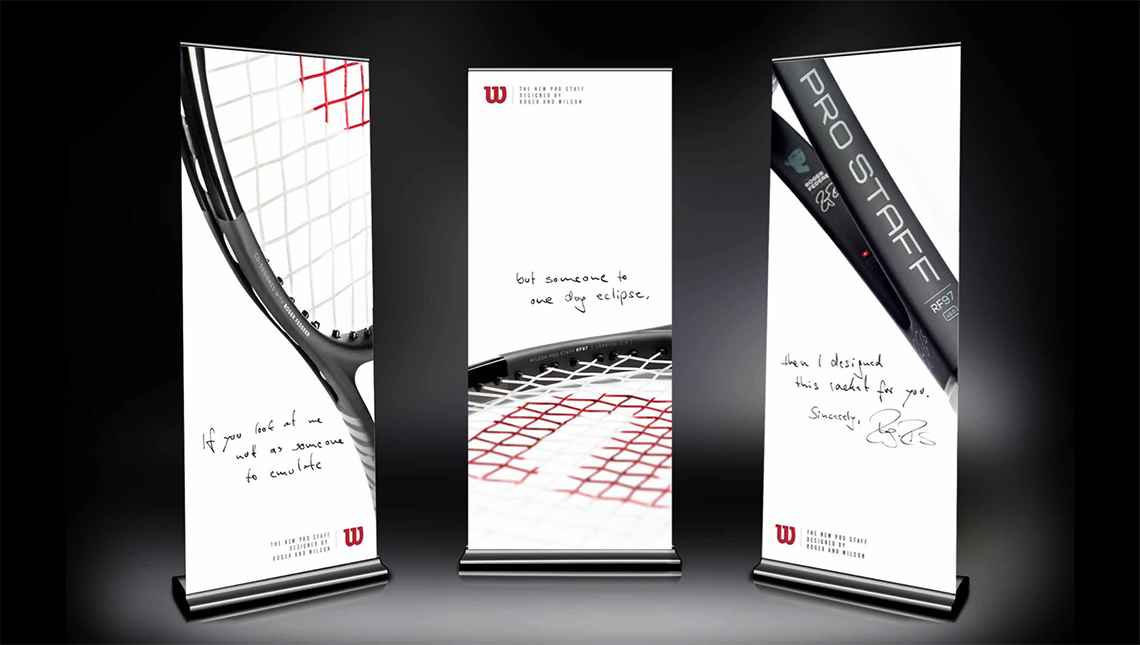 CO-DESIGNED WITH ROGER FEDERER
If you look at me
not as someone
to emulate
W
THE NEW PRO STAFF
DESIGNED BY
ROGER AND WILSON
W
THE NEW PRO STAFF
DESIGNED BY
ROGER AND WILSON
but someone to
one day eclipse,
WILSON PRO STAFF RF97
PRO STAFF
ROGER
FEDERER
RF97
then I designed
this racket for you.
Sincerely,
W
THE NEW PRO STAFF
DESIGNED BY
ROGER AND WILSON